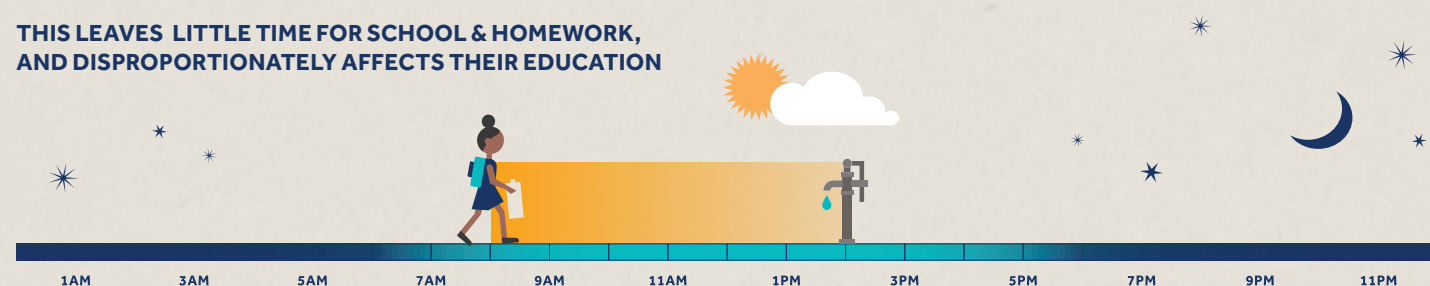 THIS LEAVES LITTLE TIME FOR SCHOOL & HOMEWORK,
AND DISPROPORTIONATELY AFFECTS THEIR EDUCATION
1AM 3AM 5AM 7AM 9AM 11AM 1PM 3PM 5PM 7PM 9PM 11PM